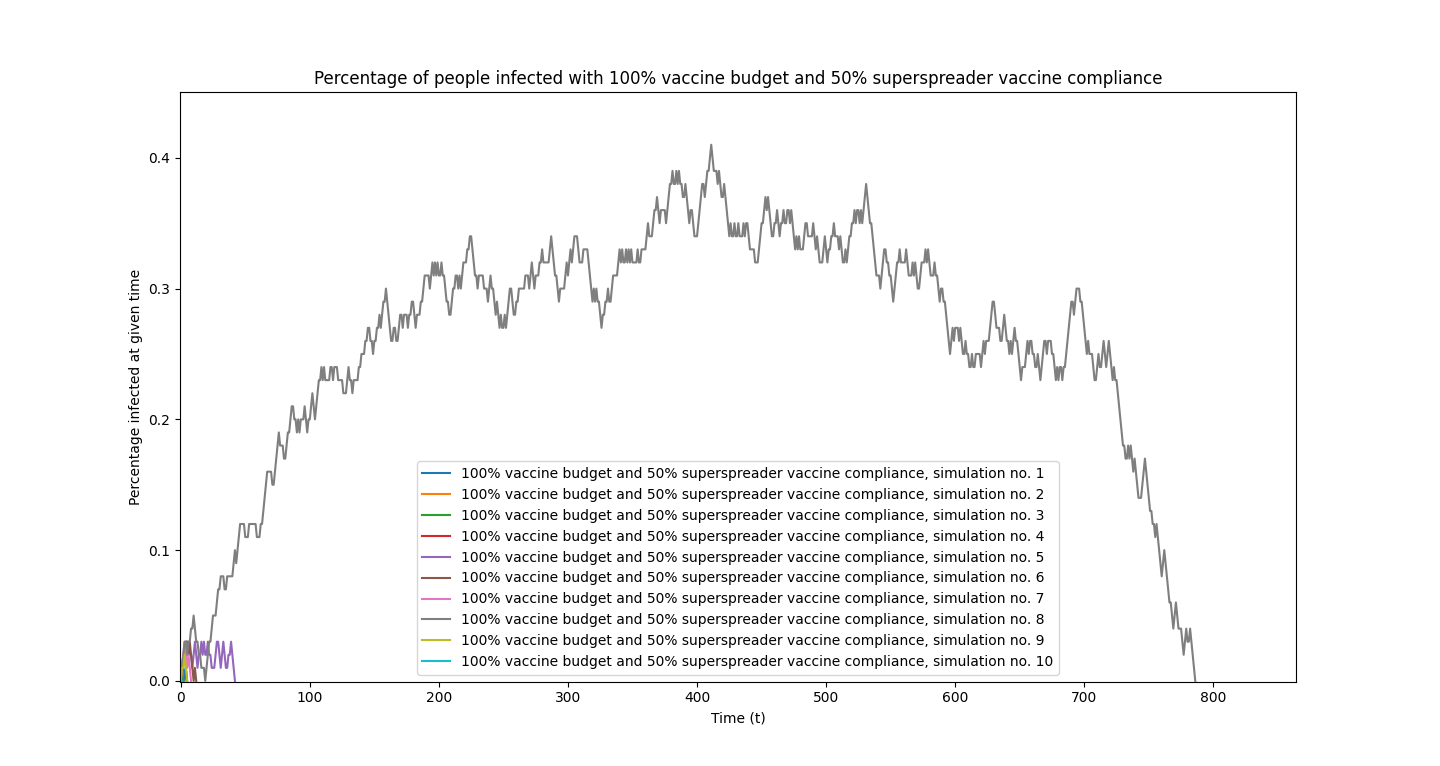 Percentage of people infected with 100% vaccine budget and 50% superspreader vaccine compliance
Percentage infected at given time
0.4
0.3
0.2
0.1
0.0
100% vaccine budget and 50% superspreader vaccine compliance, simulation no. 1
100% vaccine budget and 50% superspreader vaccine compliance, simulation no. 2
100% vaccine budget and 50% superspreader vaccine compliance, simulation no. 3
100% vaccine budget and 50% superspreader vaccine compliance, simulation no. 4
100% vaccine budget and 50% superspreader vaccine compliance, simulation no. 5
100% vaccine budget and 50% superspreader vaccine compliance, simulation no. 6
100% vaccine budget and 50% superspreader vaccine compliance, simulation no. 7
100% vaccine budget and 50% superspreader vaccine compliance, simulation no. 8
100% vaccine budget and 50% superspreader vaccine compliance, simulation no. 9
100% vaccine budget and 50% superspreader vaccine compliance, simulation no. 10
0 100 200 300 400 500 600 700 800
Time (t)